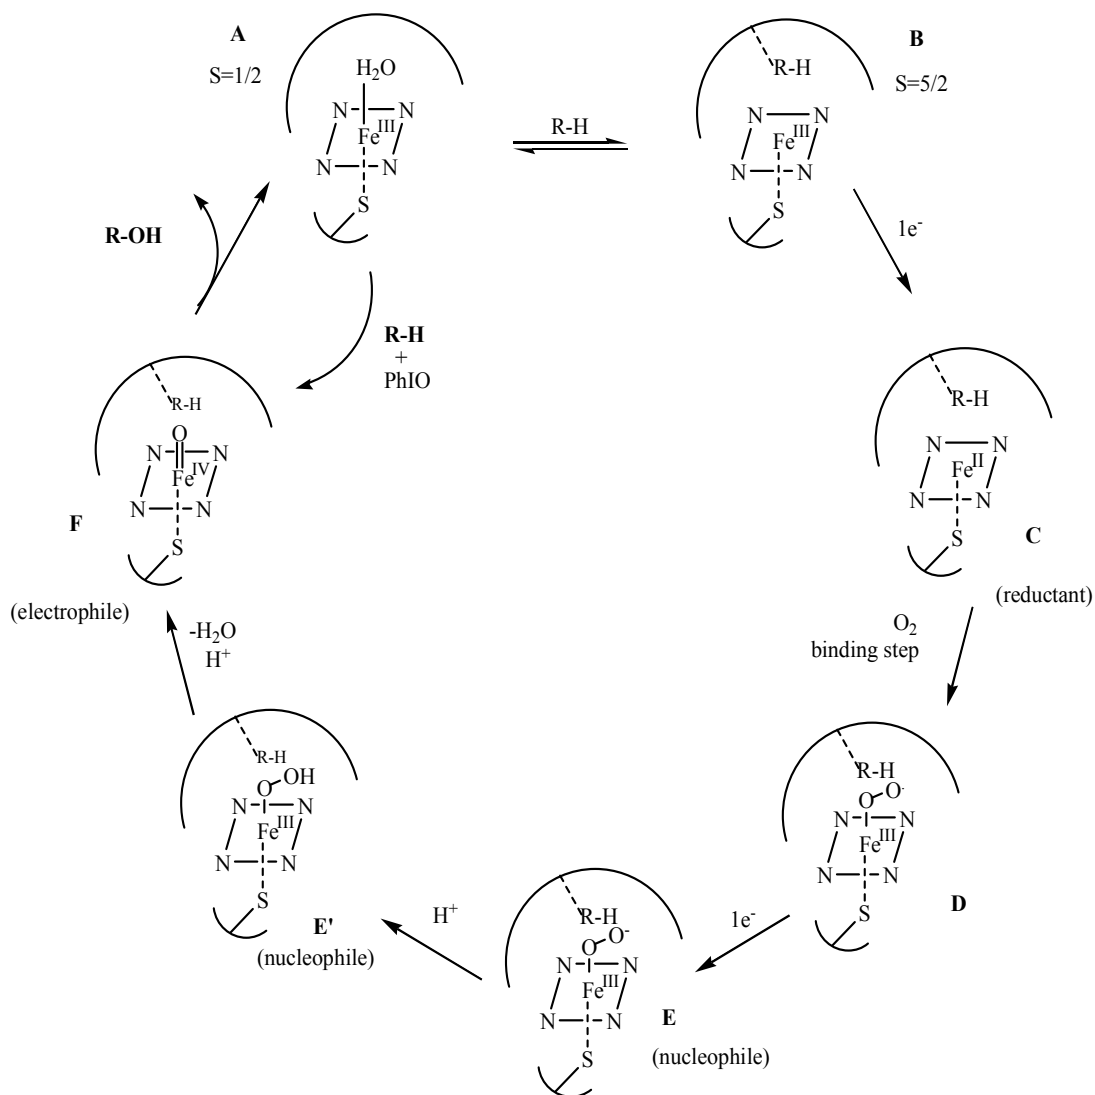 A
S=1/2
H2O
N N
FeIII
N N
S
R-H
B
S=5/2
R-H
N N
FeIII
N N
S
1e-
R-OH
R-H
+
PhIO
R-H
N N
FeII
N N
S
C
(reductant)
O2
binding step
R-H
O-O·
N N
FeIII
N N
S
D
1e-
R-H
O-O-
N N
FeIII
N N
S
E
(nucleophile)
H+
R-H
O-OH
N N
FeIII
N N
S
E'
(nucleophile)
-H2O
H+
R-H
O
N N
FeIV
N N
S
F
(electrophile)